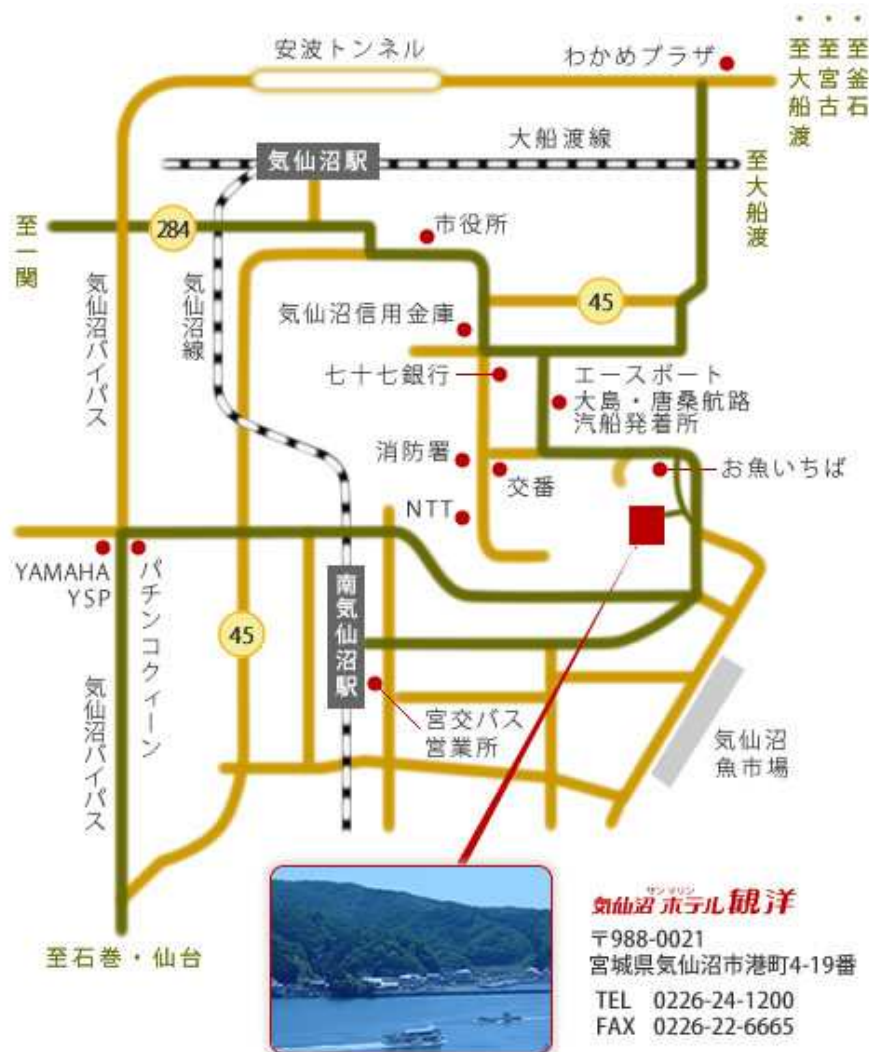 安波トンネル
わかめプラザ
・至釜石
・至宮古
・至大船渡
大船渡線
気仙沼駅
至大船渡
至一関
284
市役所
気仙沼バイパス
気仙沼線
45
気仙沼信用金庫
七十七銀行
エースポート
大島・唐桑航路
汽船発着所
消防署
交番
お魚いちば
NTT
YAMAHA
YSP
パチンコクィーン
45
南気仙沼駅
気仙沼バイパス
宮交バス
営業所
気仙沼
魚市場
至石巻・仙台
サンマリン
気仙沼 ホテル 観洋
〒988-0021
宮城県気仙沼市港町4-19番
TEL 0226-24-1200
FAX 0226-22-6665